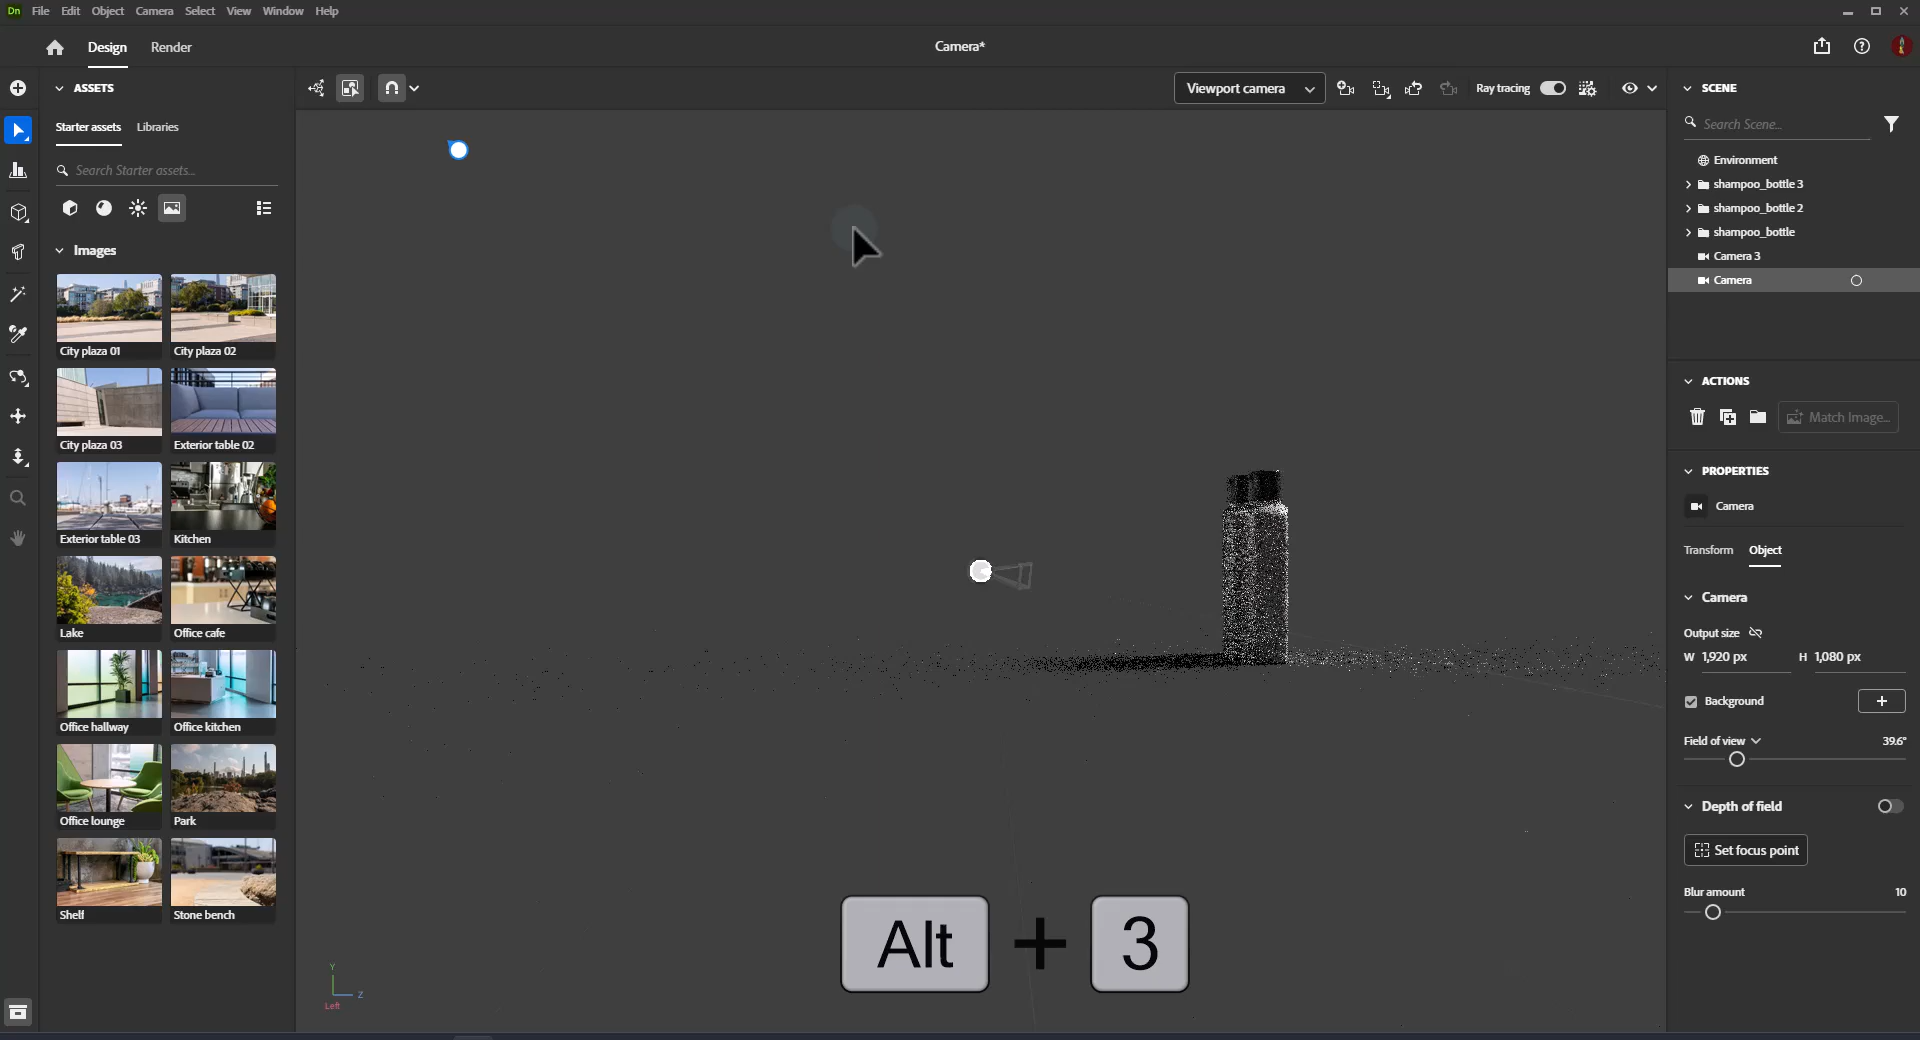 Dn File Edit Object Camera Select View Window Help
Design Render
Camera*
ASSETS
Starter assets Libraries
Search Starter assets...
Images
City plaza 01 City plaza 02
City plaza 03 Exterior table 02
Exterior table 03 Kitchen
Lake Office cafe
Office hallway Office kitchen
Office lounge Park
Shelf Stone bench
Viewport camera
Ray tracing
Y
Z
Left
Alt + 3
SCENE
Search Scene...
Environment
shampoo_bottle 3
shampoo_bottle 2
shampoo_bottle
Camera 3
Camera
ACTIONS
Match Image...
PROPERTIES
Camera
Transform Object
Camera
Output size
W 1,920 px H 1,080 px
Background
Field of view 39.6°
Depth of field
Set focus point
Blur amount 10